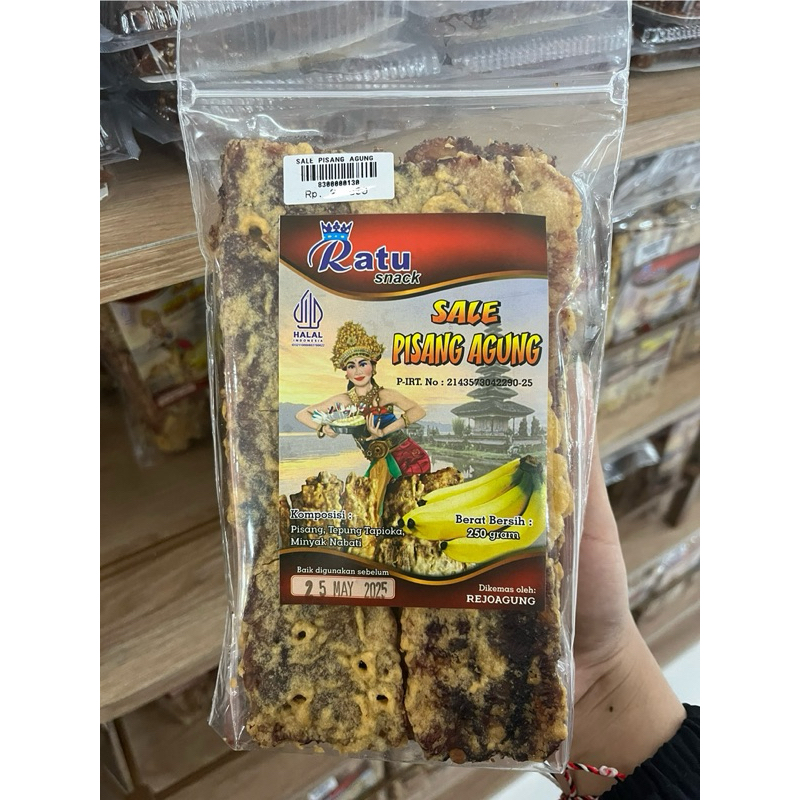 SALE PISANG AGUNG
8300000130
Rp.
Ratu
snack
HALAL
INDONESIA
SALE
PISANG AGUNG
P-IRT. No : 2143573042290-25
Komposisi :
Pisang, Tepung Tapioka,
Minyak Nabati
Berat Bersih :
250 gram
Baik digunakan sebelum
25 MAY 2025
Dikemas oleh:
REJOAGUNG